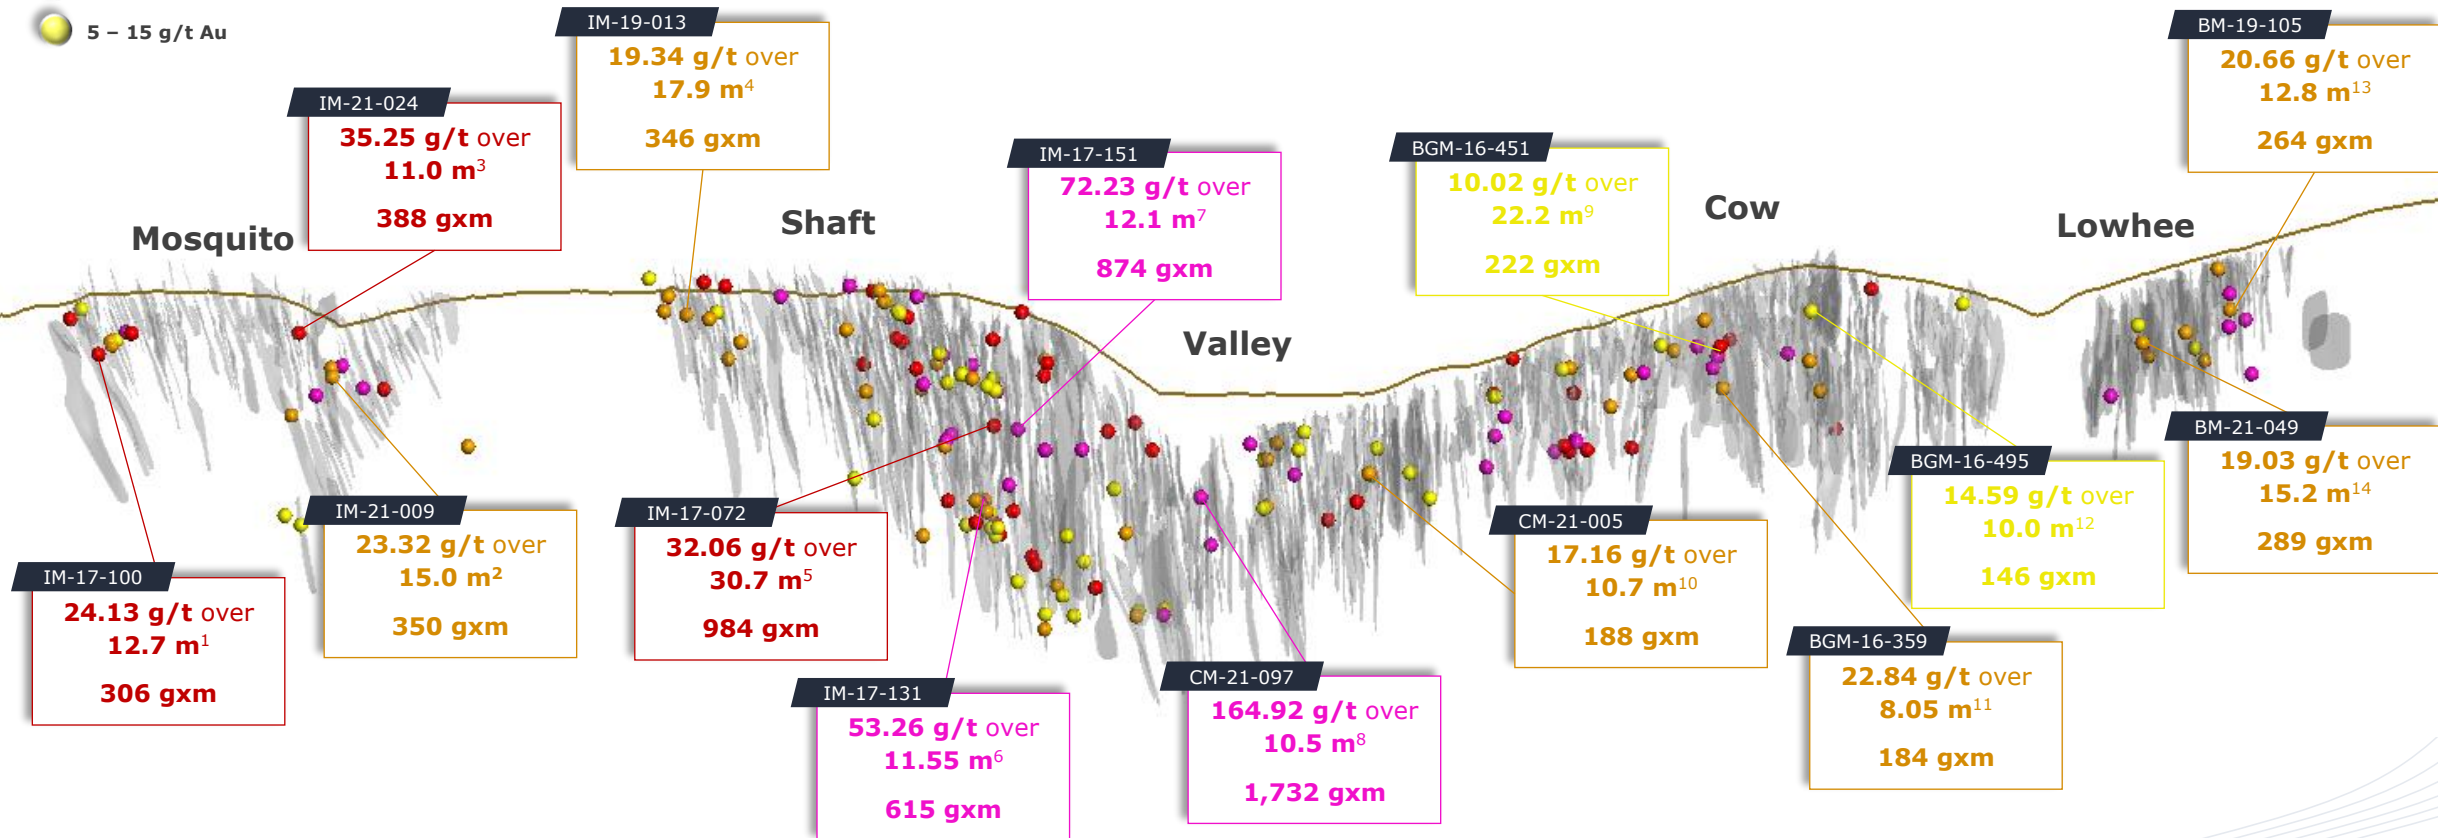 5 – 15 g/t Au
IM-19-013
19.34 g/t over
17.9 m4
346 gxm
BM-19-105
20.66 g/t over
12.8 m13
264 gxm
IM-21-024
35.25 g/t over
11.0 m3
388 gxm
IM-17-151
72.23 g/t over
12.1 m7
874 gxm
BGM-16-451
10.02 g/t over
22.2 m9
222 gxm
Mosquito
Shaft
Valley
Cow
Lowhee
IM-17-100
24.13 g/t over
12.7 m1
306 gxm
IM-21-009
23.32 g/t over
15.0 m2
350 gxm
IM-17-072
32.06 g/t over
30.7 m5
984 gxm
IM-17-131
53.26 g/t over
11.55 m6
615 gxm
CM-21-097
164.92 g/t over
10.5 m8
1,732 gxm
CM-21-005
17.16 g/t over
10.7 m10
188 gxm
BGM-16-359
22.84 g/t over
8.05 m11
184 gxm
BGM-16-495
14.59 g/t over
10.0 m12
146 gxm
BM-21-049
19.03 g/t over
15.2 m14
289 gxm